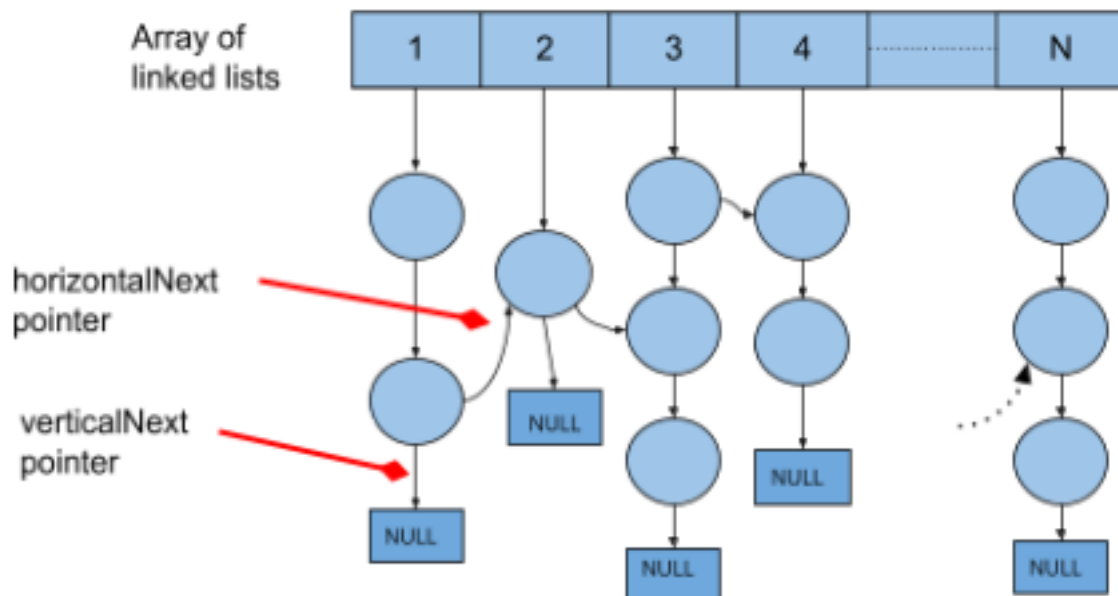 Array of
linked lists
1 2 3 4 N
horizontalNext
pointer
verticalNext
pointer
NULL
NULL
NULL
NULL
NULL